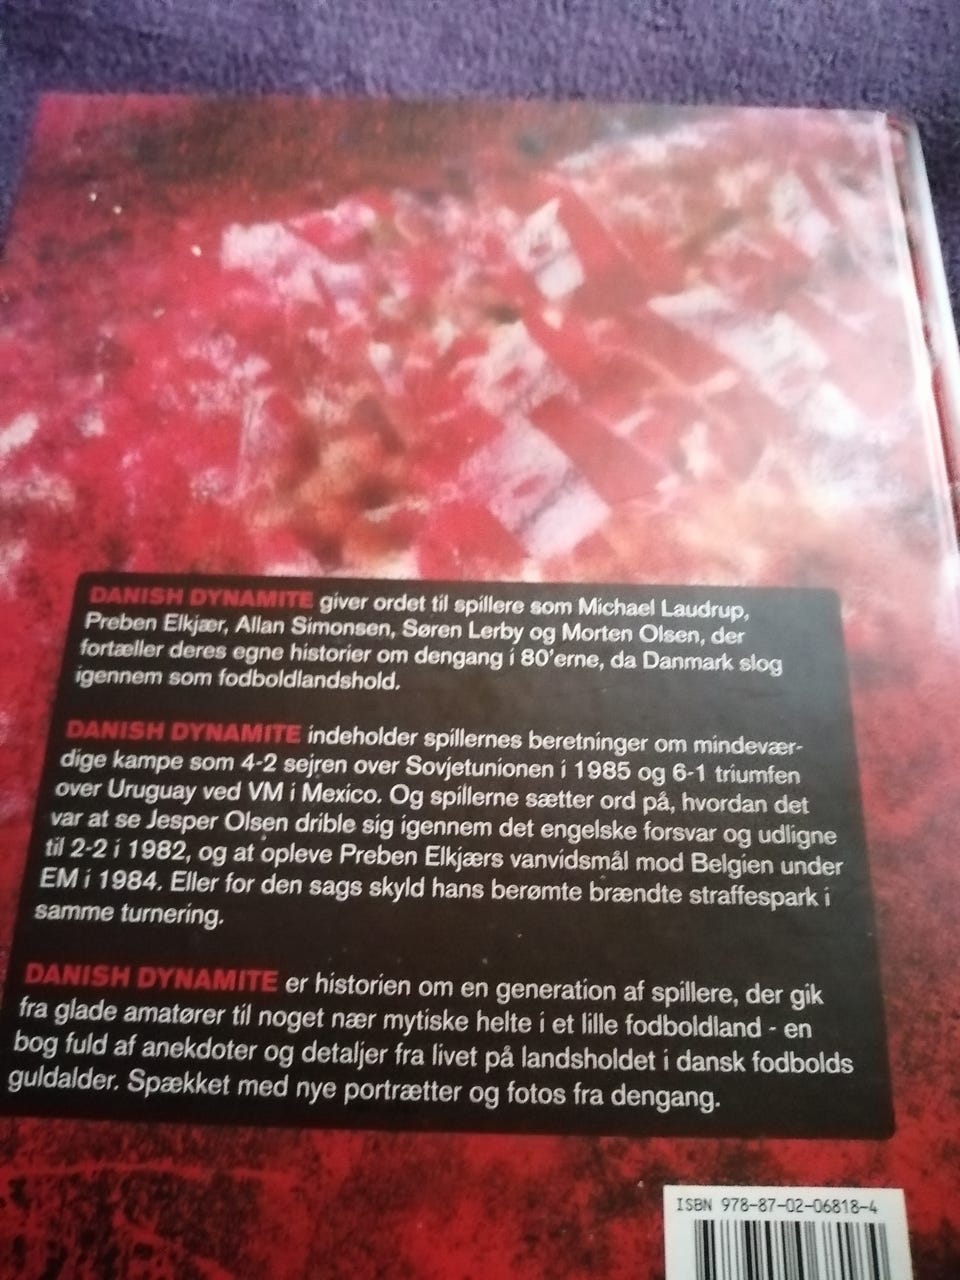 DANISH DYNAMITE giver ordet til spillere som Michael Laudrup,
Preben Elkjær, Allan Simonsen, Søren Lerby og Morten Olsen, der
fortæller deres egne historier om dengang i 80'erne, da Danmark slog
igennem som fodboldlandshold.
DANISH DYNAMITE indeholder spillernes beretninger om mindevær-
dige kampe som 4-2 sejren over Sovjetunionen i 1985 og 6-1 triumfen
over Uruguay ved VM i Mexico. Og spillerne sætter ord på, hvordan det
var at se Jesper Olsen drible sig igennem det engelske forsvar og udligne
til 2-2 i 1982, og at opleve Preben Elkjærs vanvidsmål mod Belgien under
EM i 1984. Eller for den sags skyld hans berømte brændte straffespark i
samme turnering.
DANISH DYNAMITE er historien om en generation af spillere, der gik
fra glade amatører til noget nær mytiske helte i et lille fodboldland - en
bog fuld af anekdoter og detaljer fra livet på landsholdet i dansk fodbolds
guldalder. Spækket med nye portrætter og fotos fra dengang.
ISBN 978-87-02-06818-4